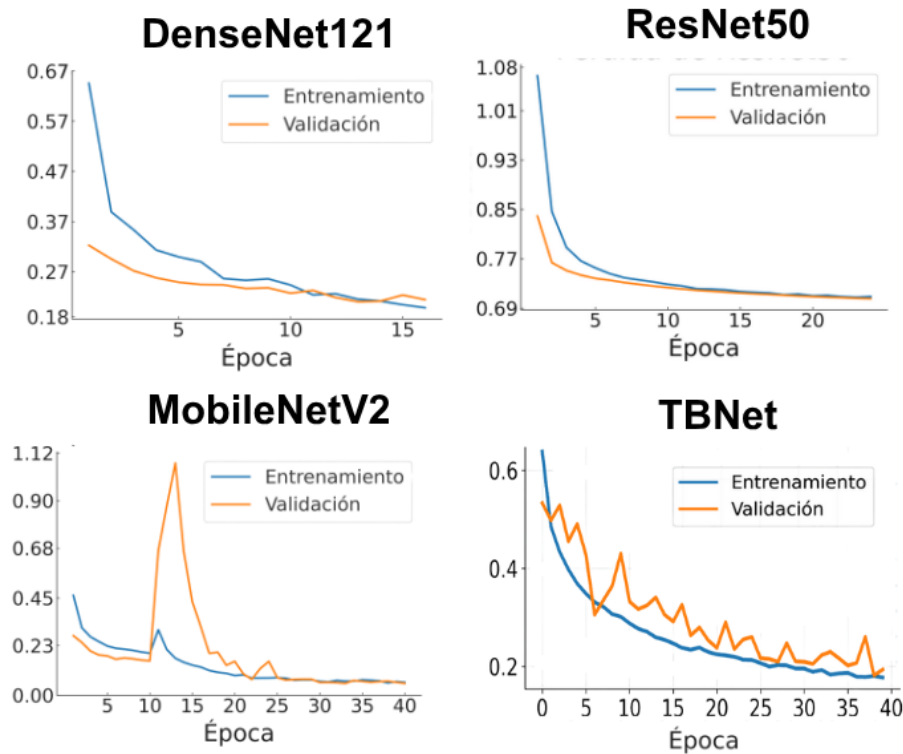 DenseNet121
0.67
0.57
0.47
0.37
0.27
0.18
Entrenamiento
Validación
5
10
15
Época
ResNet50
1.08
1.01
0.93
0.85
0.77
0.69
Entrenamiento
Validación
5
10
15
20
Época
MobileNetV2
1.12
0.90
0.68
0.45
0.23
0.00
Entrenamiento
Validación
5
10
15
20
25
30
35
40
Época
TBNet
0.6
0.4
0.2
Entrenamiento
Validación
0
5
10
15
20
25
30
35
40
Época